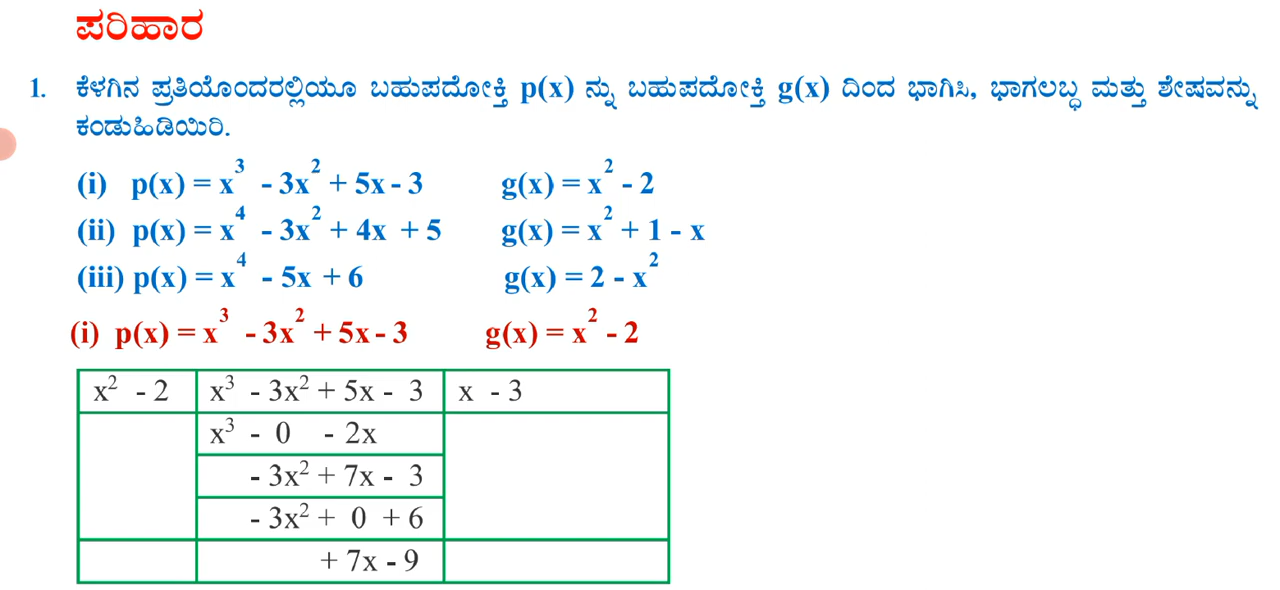 ಪರಿಹಾರ
1. ಕೆಳಗಿನ ಪ್ರತಿಯೊಂದರಲ್ಲಿಯೂ ಬಹುಪದೋಕ್ತಿ p(x) ನ್ನು ಬಹುಪದೋಕ್ತಿ g(x) ದಿಂದ ಭಾಗಿಸಿ, ಭಾಗಲಬ್ಧ ಮತ್ತು ಶೇಷವನ್ನು
ಕಂಡುಹಿಡಿಯಿರಿ.
(i) p(x) = x³ - 3x² + 5x - 3 g(x) = x² - 2
(ii) p(x) = x⁴ - 3x² + 4x + 5 g(x) = x² + 1 - x
(iii) p(x) = x⁴ - 5x + 6 g(x) = 2 - x²
(i) p(x) = x³ - 3x² + 5x - 3 g(x) = x² - 2
x² - 2 x³ - 3x² + 5x - 3 x - 3
x³ - 0 - 2x
- 3x² + 7x - 3
- 3x² + 0 + 6
+ 7x - 9